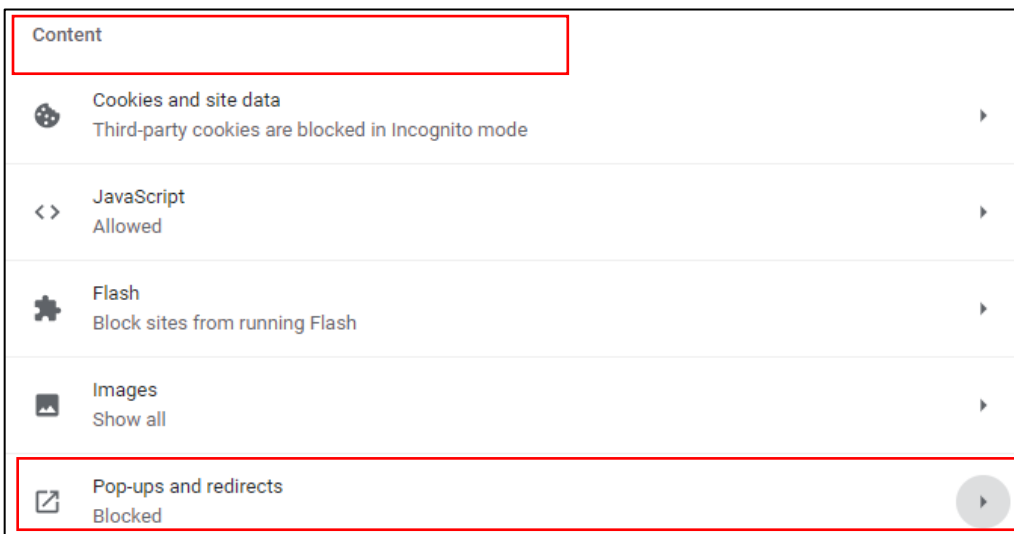 Content
Cookies and site data
Third-party cookies are blocked in Incognito mode
JavaScript
Allowed
Flash
Block sites from running Flash
Images
Show all
Pop-ups and redirects
Blocked